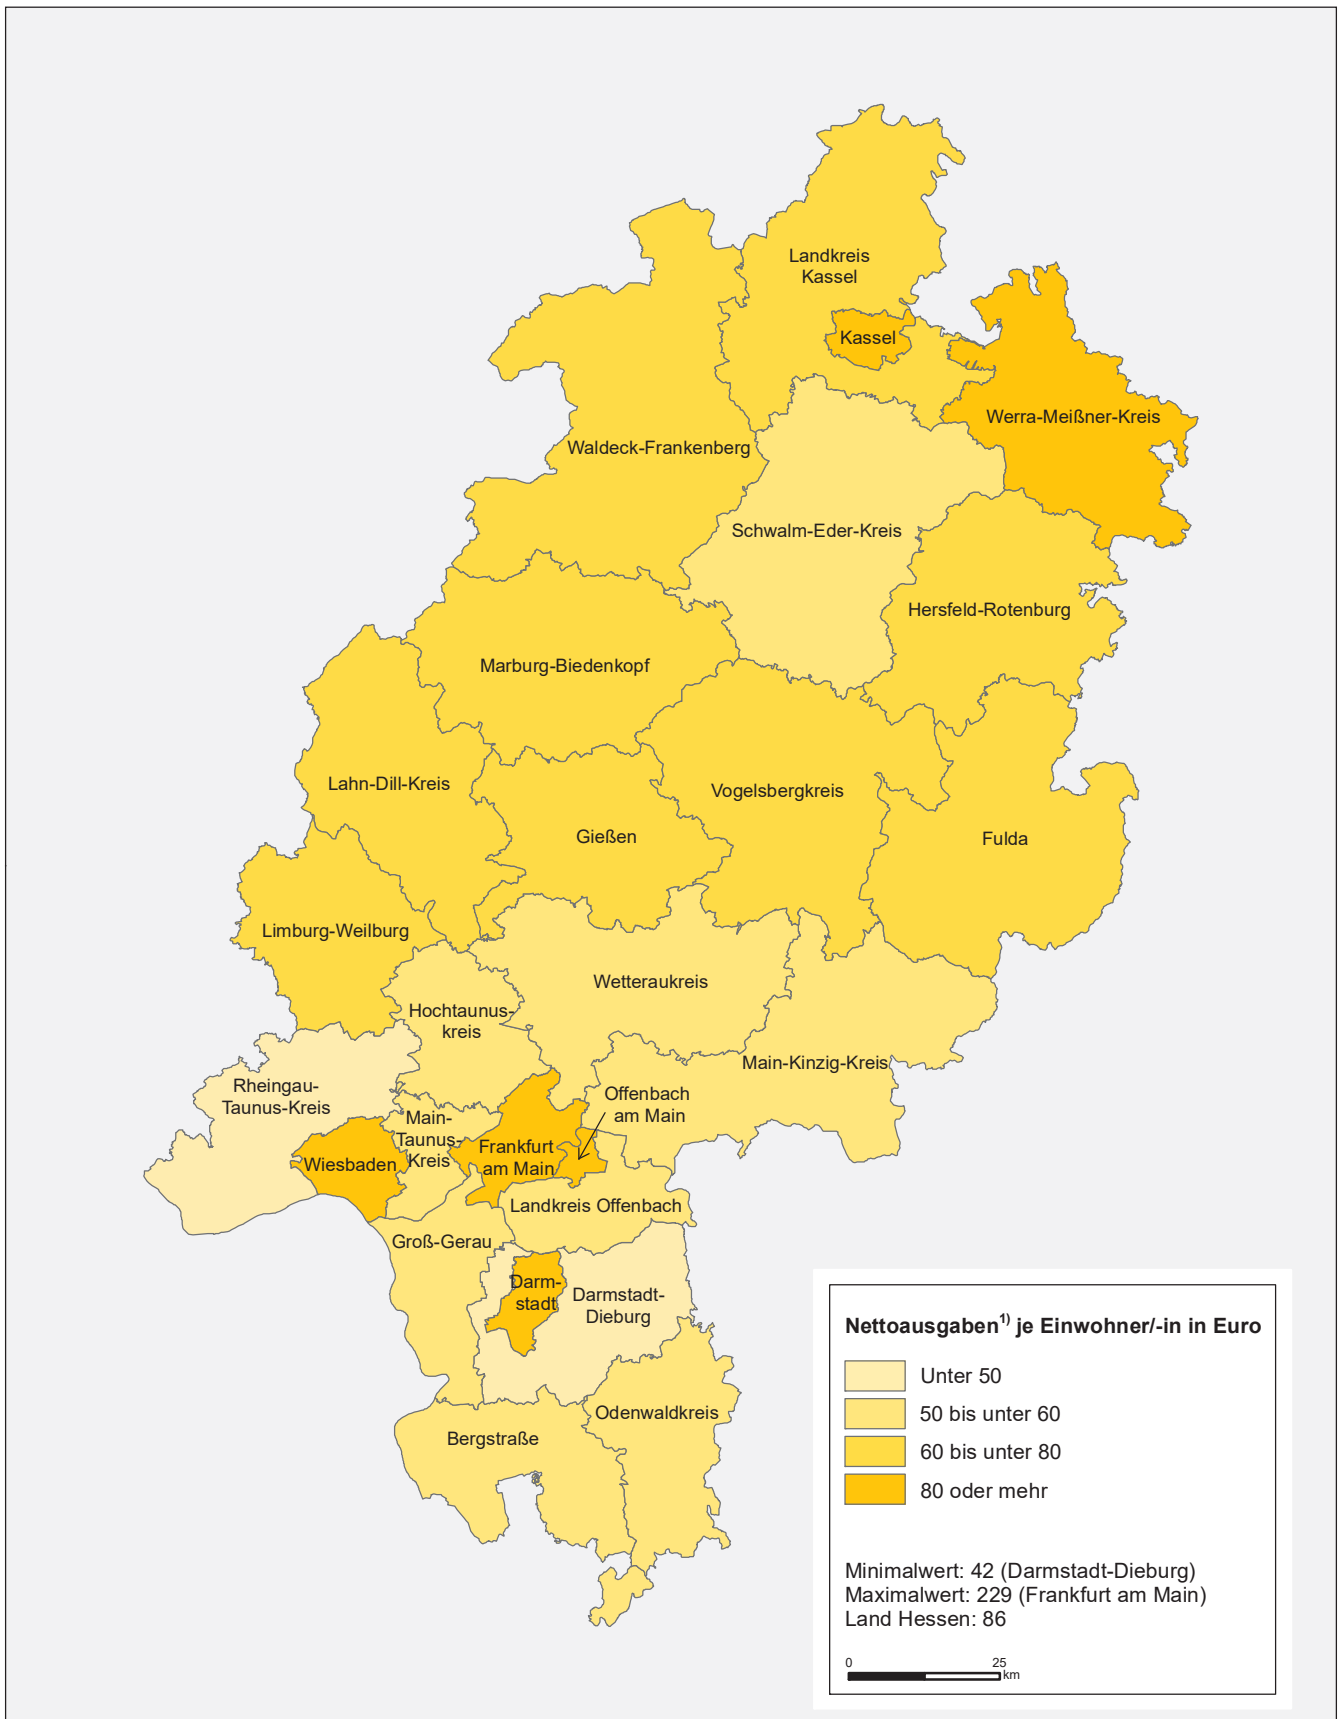 Landkreis
Kassel
Kassel
Werra-Meißner-Kreis
Waldeck-Frankenberg
Schwalm-Eder-Kreis
Hersfeld-Rotenburg
Marburg-Biedenkopf
Lahn-Dill-Kreis
Vogelsbergkreis
Gießen
Fulda
Limburg-Weilburg
Wetteraukreis
Hochtaunus-
kreis
Main-Kinzig-Kreis
Rheingau-
Taunus-Kreis
Offenbach
am Main
Main-
Taunus-
Kreis
Frankfurt
am Main
Wiesbaden
Landkreis Offenbach
Groß-Gerau
Darm-
stadt
Darmstadt-
Dieburg
Odenwaldkreis
Bergstraße
Nettoausgaben1) je Einwohner/-in in Euro
Unter 50
50 bis unter 60
60 bis unter 80
80 oder mehr
Minimalwert: 42 (Darmstadt-Dieburg)
Maximalwert: 229 (Frankfurt am Main)
Land Hessen: 86
0 25
km